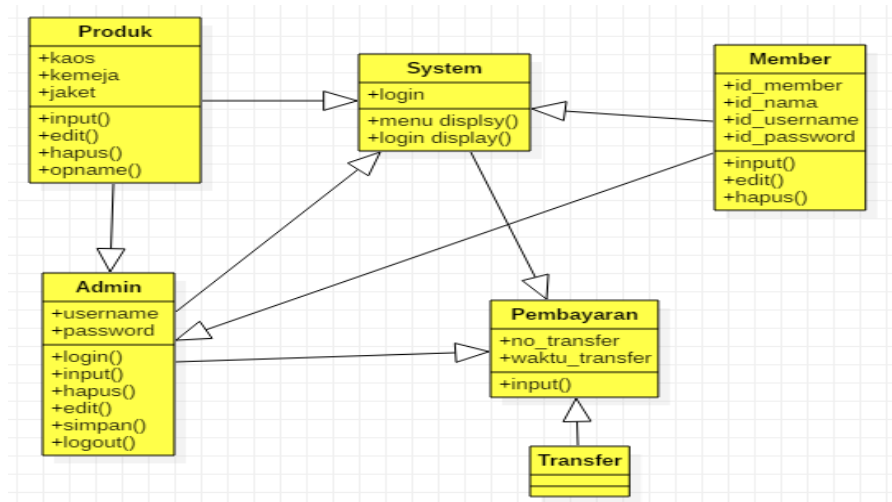 Produk
+kaos
+kemeja
+jaket
+input()
+edit()
+hapus()
+opname()
System
+login
+menu displsy()
+login display()
Member
+id_member
+id_nama
+id_username
+id_password
+input()
+edit()
+hapus()
Admin
+username
+password
+login()
+input()
+hapus()
+edit()
+simpan()
+logout()
Pembayaran
+no_transfer
+waktu_transfer
+input()
Transfer